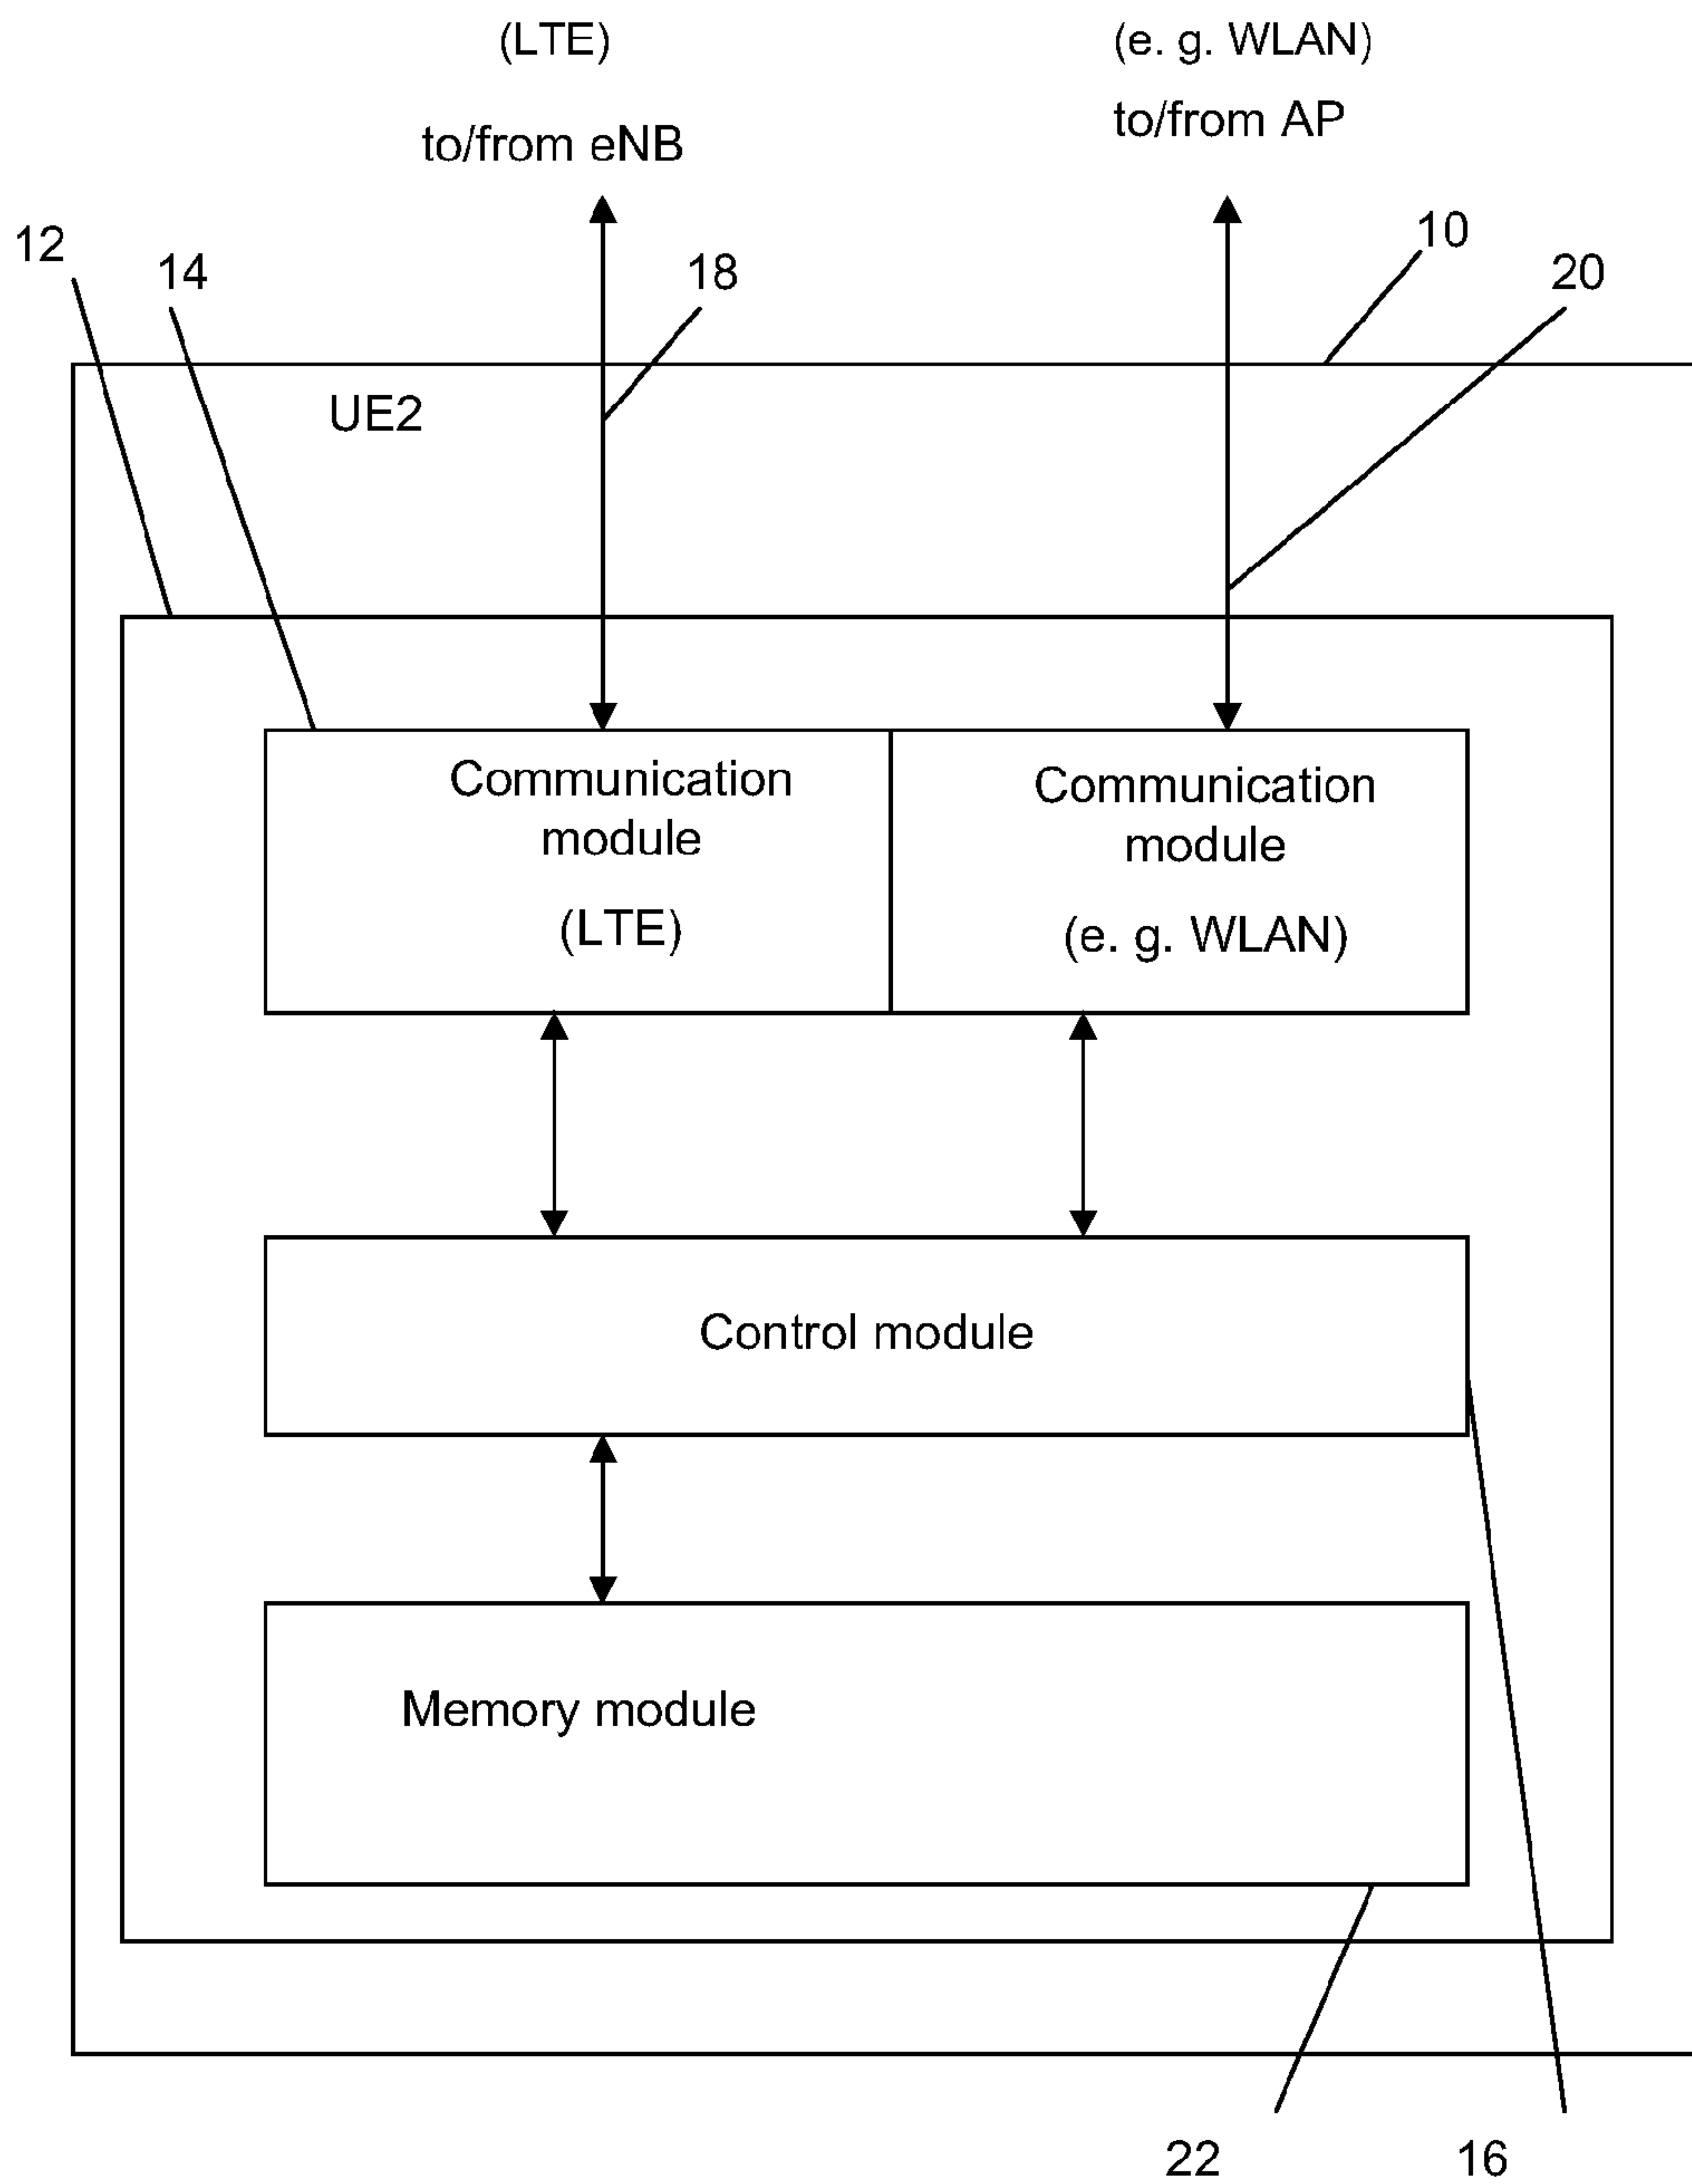 (LTE)
(e. g. WLAN)
to/from eNB
to/from AP
12
14
18
10
20
UE2
Communication
module
(LTE)
Communication
module
(e. g. WLAN)
Control module
Memory module
22
16